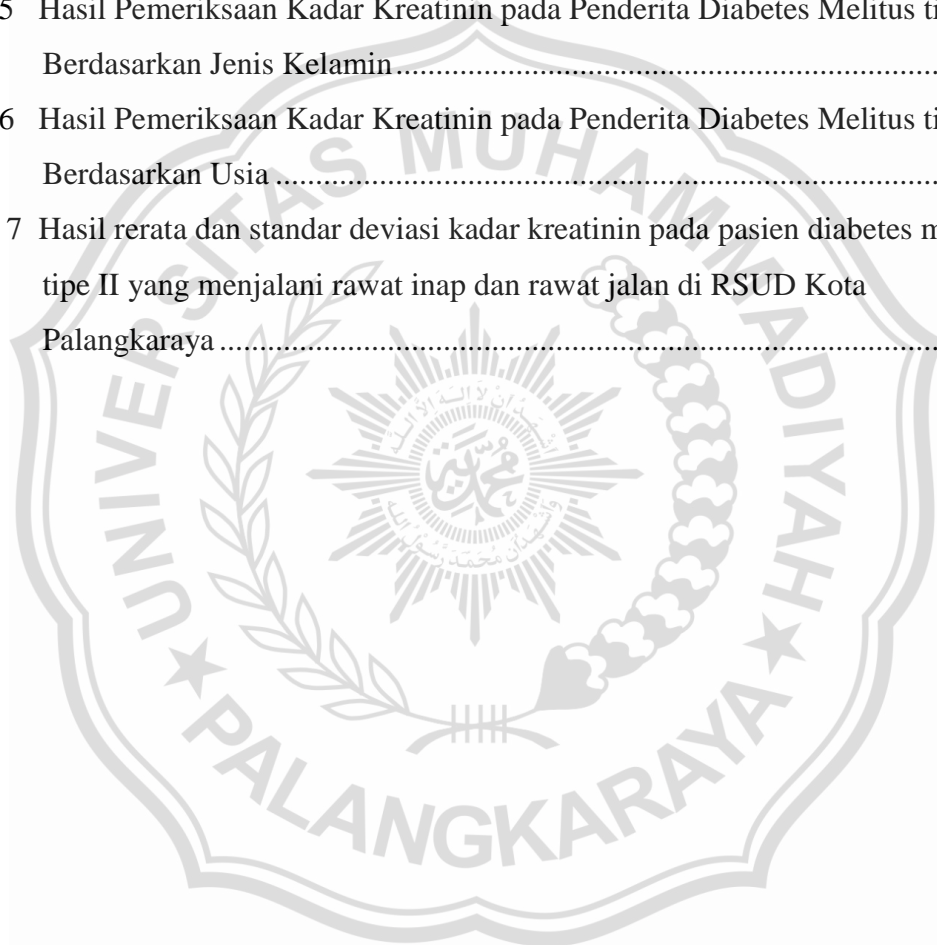 5 Hasil Pemeriksaan Kadar Kreatinin pada Penderita Diabetes Melitus ti
Berdasarkan Jenis Kelamin
6 Hasil Pemeriksaan Kadar Kreatinin pada Penderita Diabetes Melitus ti
Berdasarkan Usia
7 Hasil rerata dan standar deviasi kadar kreatinin pada pasien diabetes m
tipe II yang menjalani rawat inap dan rawat jalan di RSUD Kota
Palangkaraya
UNIVERSITAS MUHAMMADIYAH
PALANGKARAYA